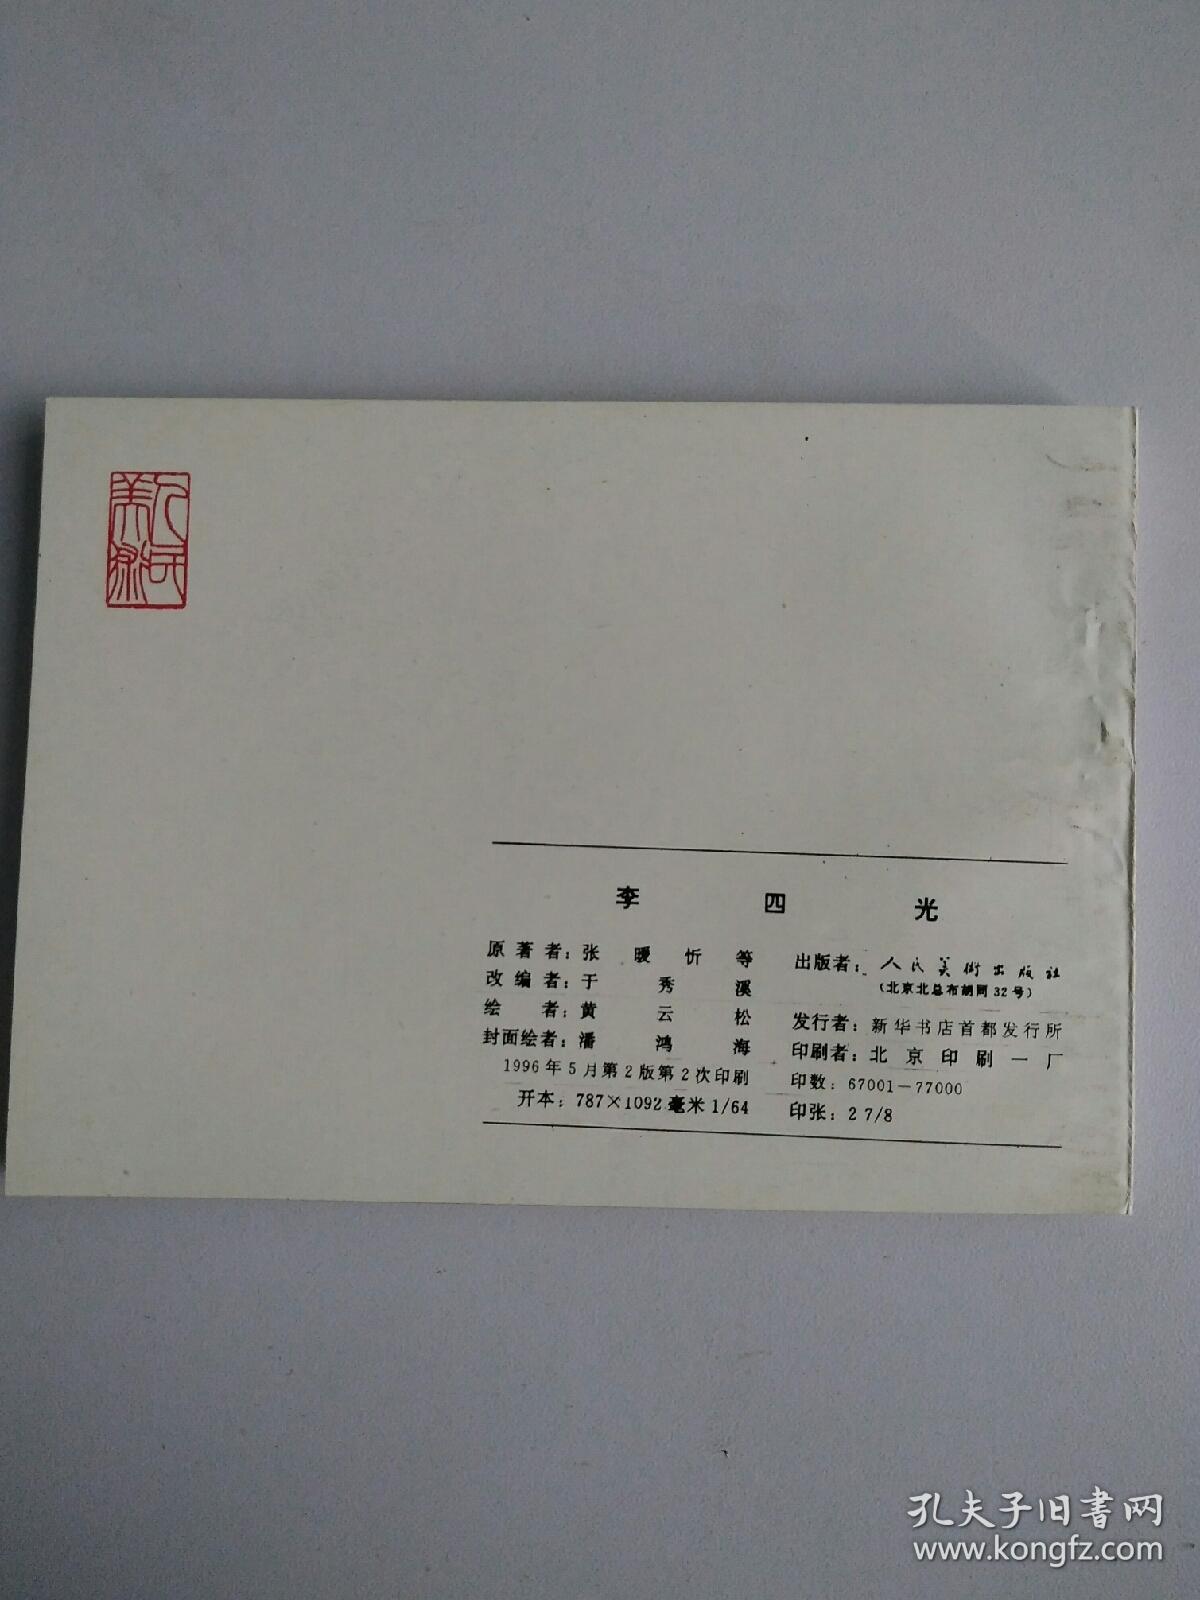 人民美术
李四光
原著者：张暖忻等
改编者：于秀溪
绘者：黄云松
封面绘者：潘鸿海
1996年5月第2版第2次印刷
开本：787×1092毫米1/64
出版者：人民美術出版社
（北京北总布胡同32号）
发行者：新华书店首都发行所
印刷者：北京印刷一厂
印数：67001—77000
印张：2 7/8
孔夫子旧書网
www.kongfz.com